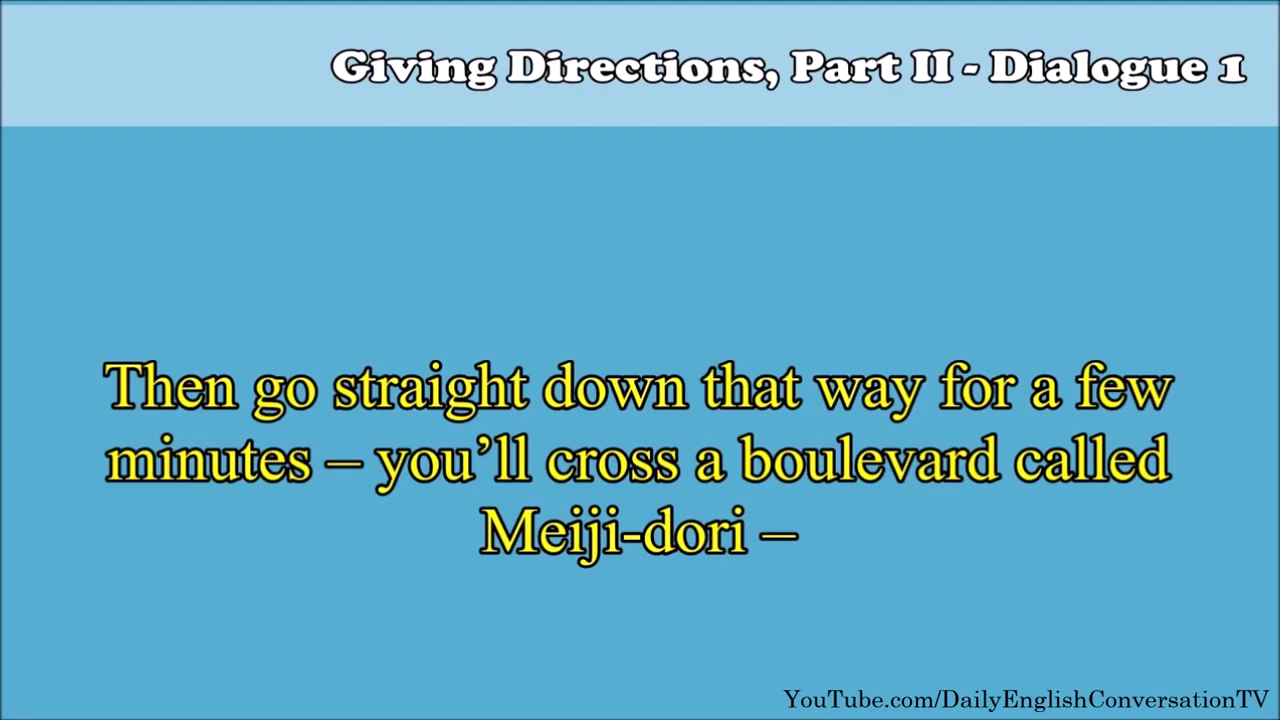 Giving Directions, Part II - Dialogue 1
Then go straight down that way for a few
minutes – you’ll cross a boulevard called
Meiji-dori –
YouTube.com/DailyEnglishConversationTV